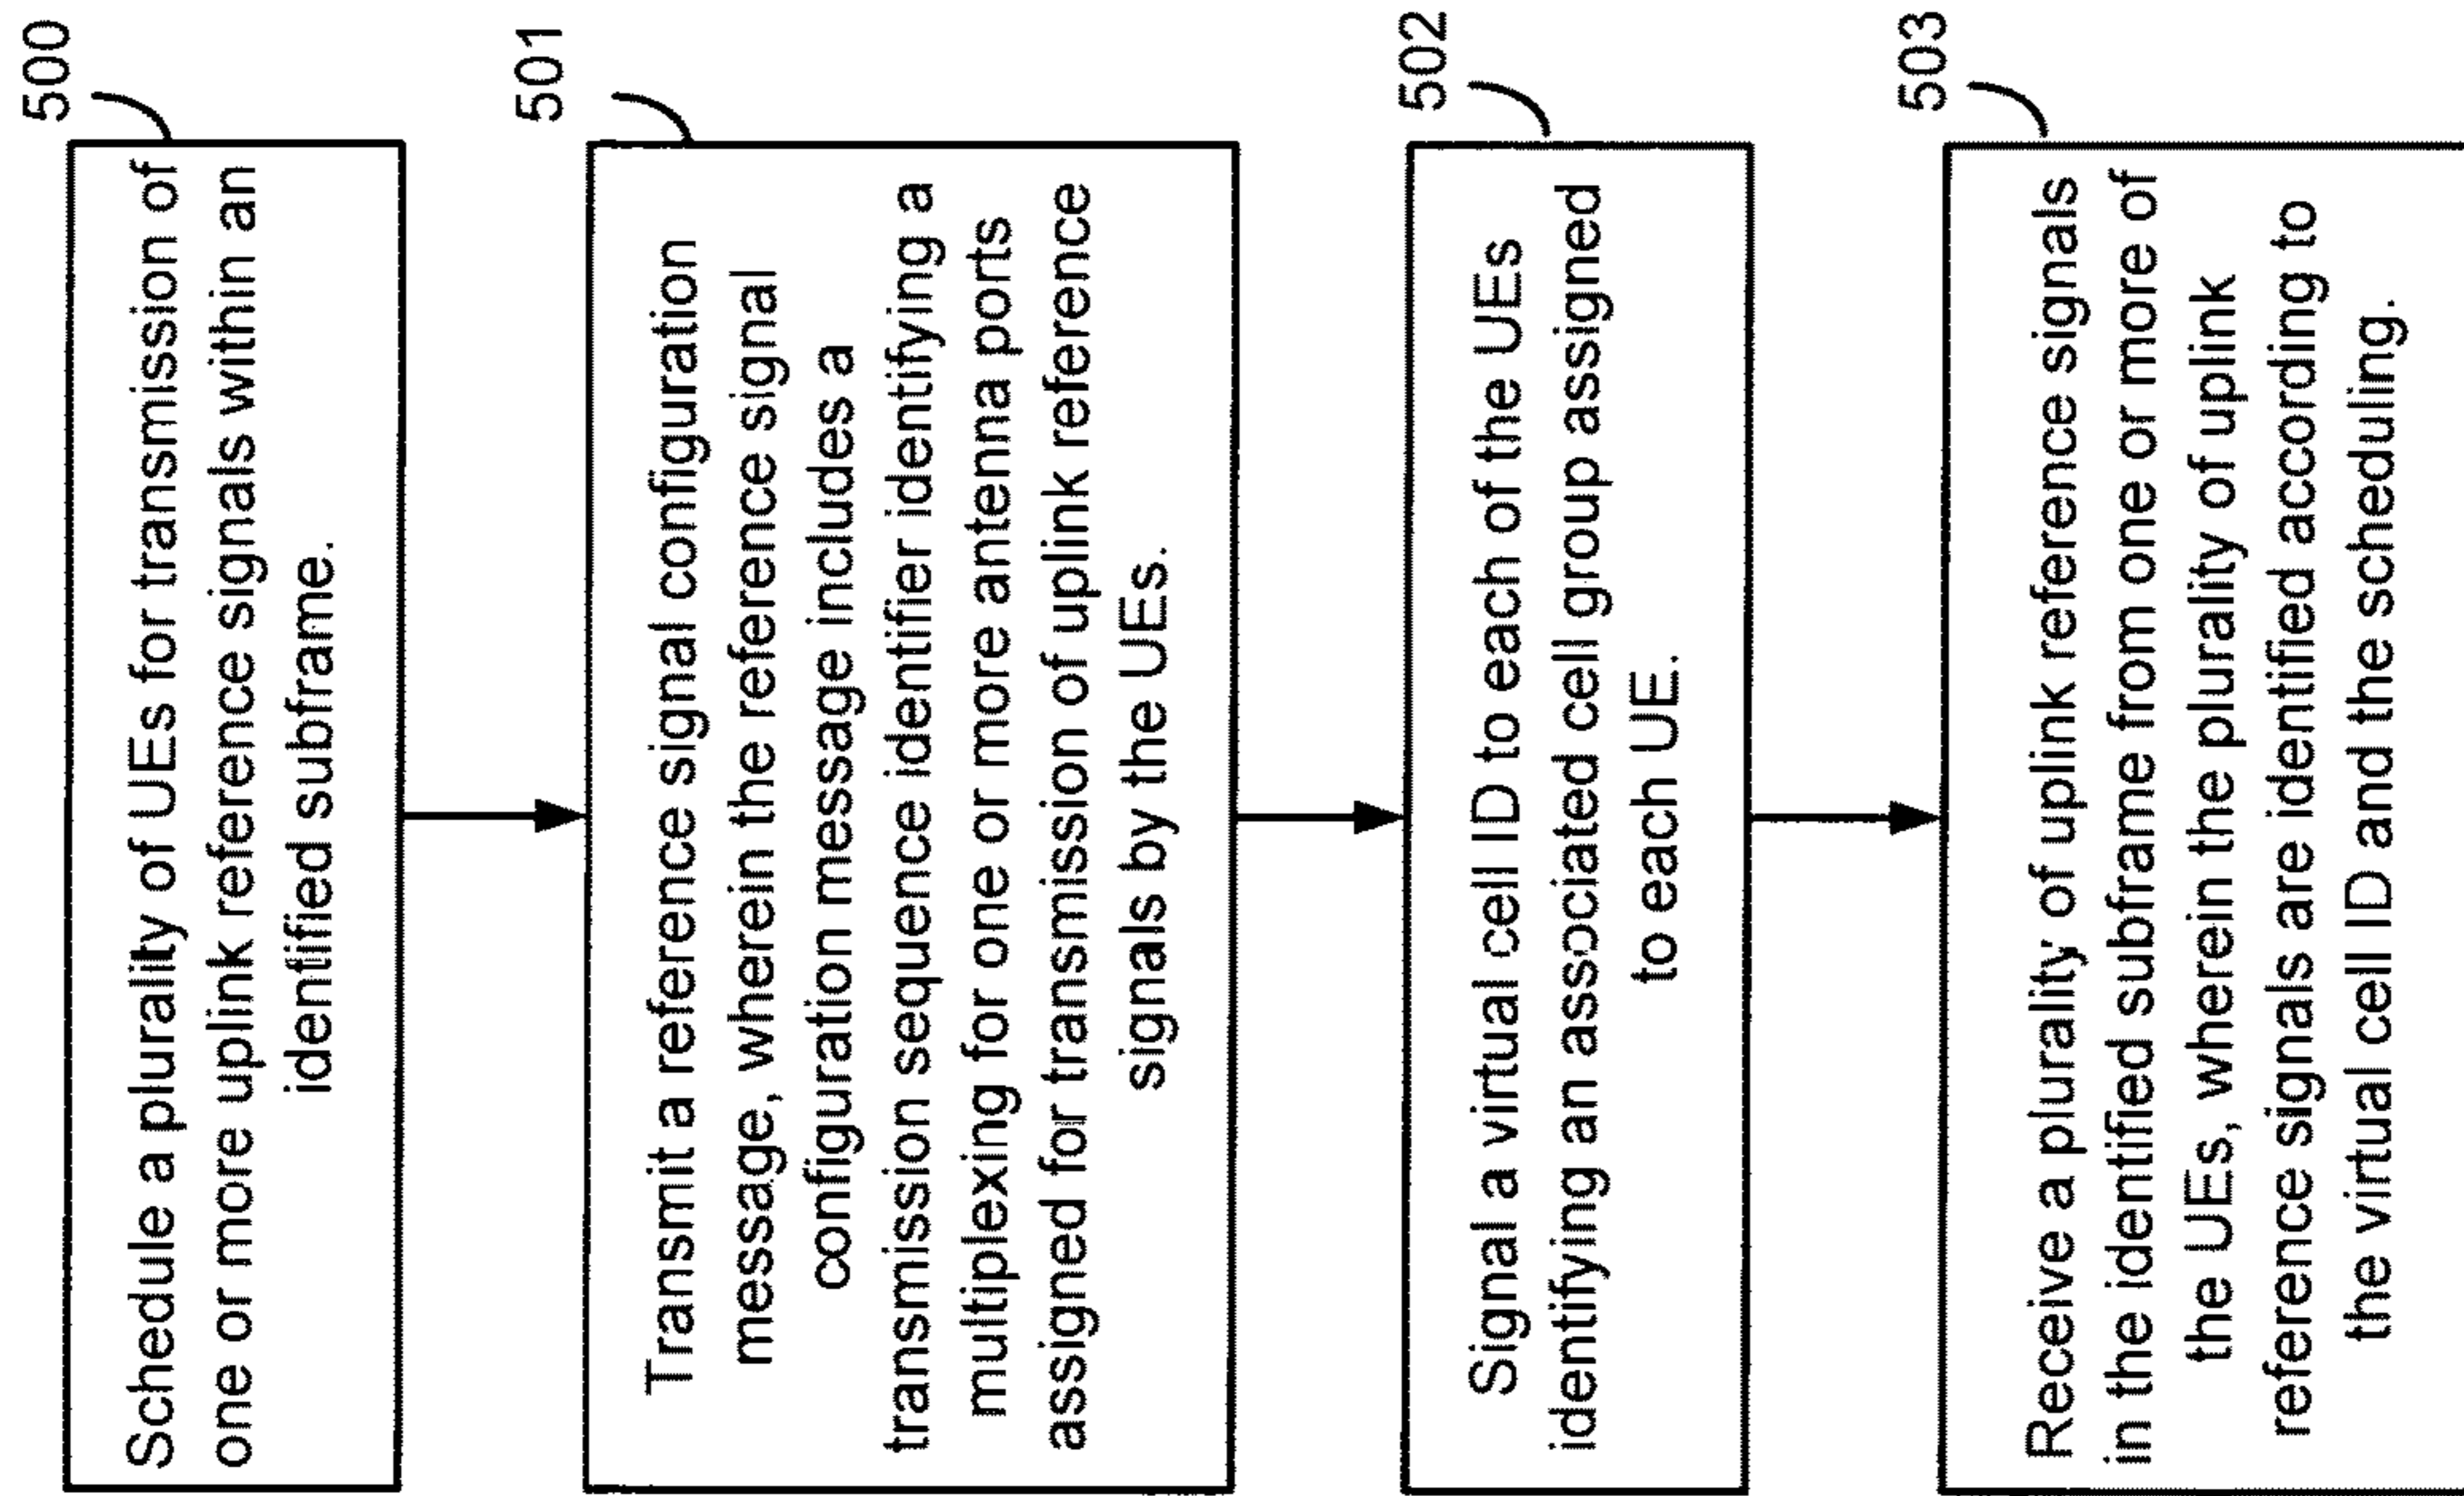 500
Schedule a plurality of UEs for transmission of
one or more uplink reference signals within an
identified subframe.
501
Transmit a reference signal configuration
message, wherein the reference signal
configuration message includes a
transmission sequence identifier identifying a
multiplexing for one or more antenna ports
assigned for transmission of uplink reference
signals by the UEs.
502
Signal a virtual cell ID to each of the UEs
identifying an associated cell group assigned
to each UE.
503
Receive a plurality of uplink reference signals
in the identified subframe from one or more of
the UEs, wherein the plurality of uplink
reference signals are identified according to
the virtual cell ID and the scheduling.